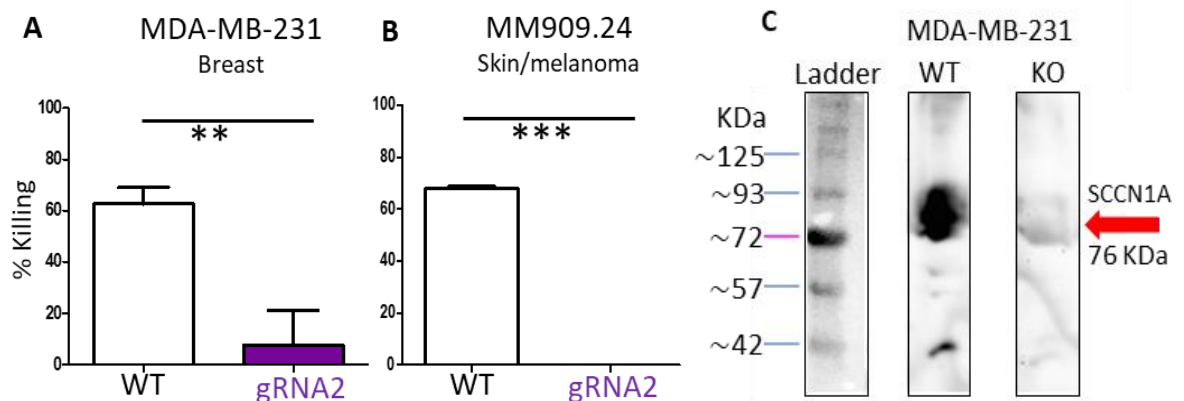 A
MDA-MB-231
Breast
% Killing
100
80
60
40
20
0
**
WT
gRNA2
B
MM909.24
Skin/melanoma
100
80
60
40
20
0
***
WT
gRNA2
C
MDA-MB-231
Ladder
WT
KO
KDa
~125
~93
~72
~57
~42
SCCN1A
76 KDa